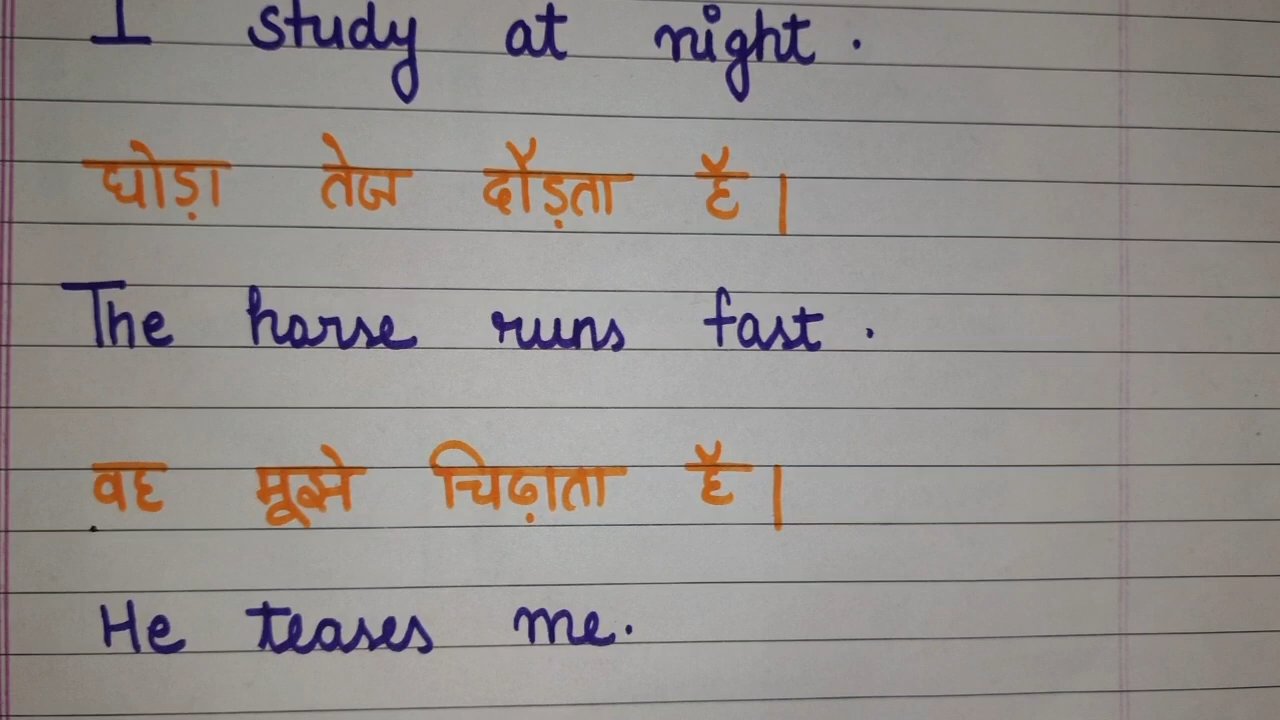 I study at night.
घोड़ा तेज दौड़ता है।
The horse runs fast.
वह मूझे चिढ़ाता है।
He teases me.